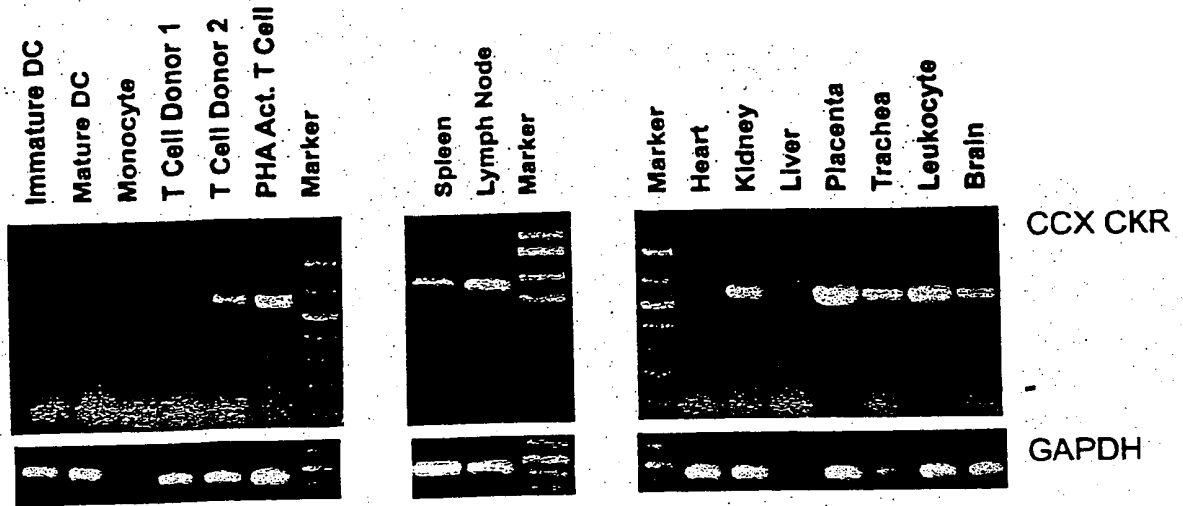 Immature DC
Mature DC
Monocyte
T Cell Donor 1
T Cell Donor 2
PHA Act. T Cell
Marker
Spleen
Lymph Node
Marker
Marker
Heart
Kidney
Liver
Placenta
Trachea
Leukocyte
Brain
CCX CKR
GAPDH